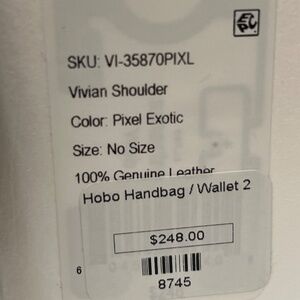 SKU: VI-35870PIXL
Vivian Shoulder
Color: Pixel Exotic
Size: No Size
100% Genuine Leather
Hobo Handbag / Wallet 2
$248.00
6
8745